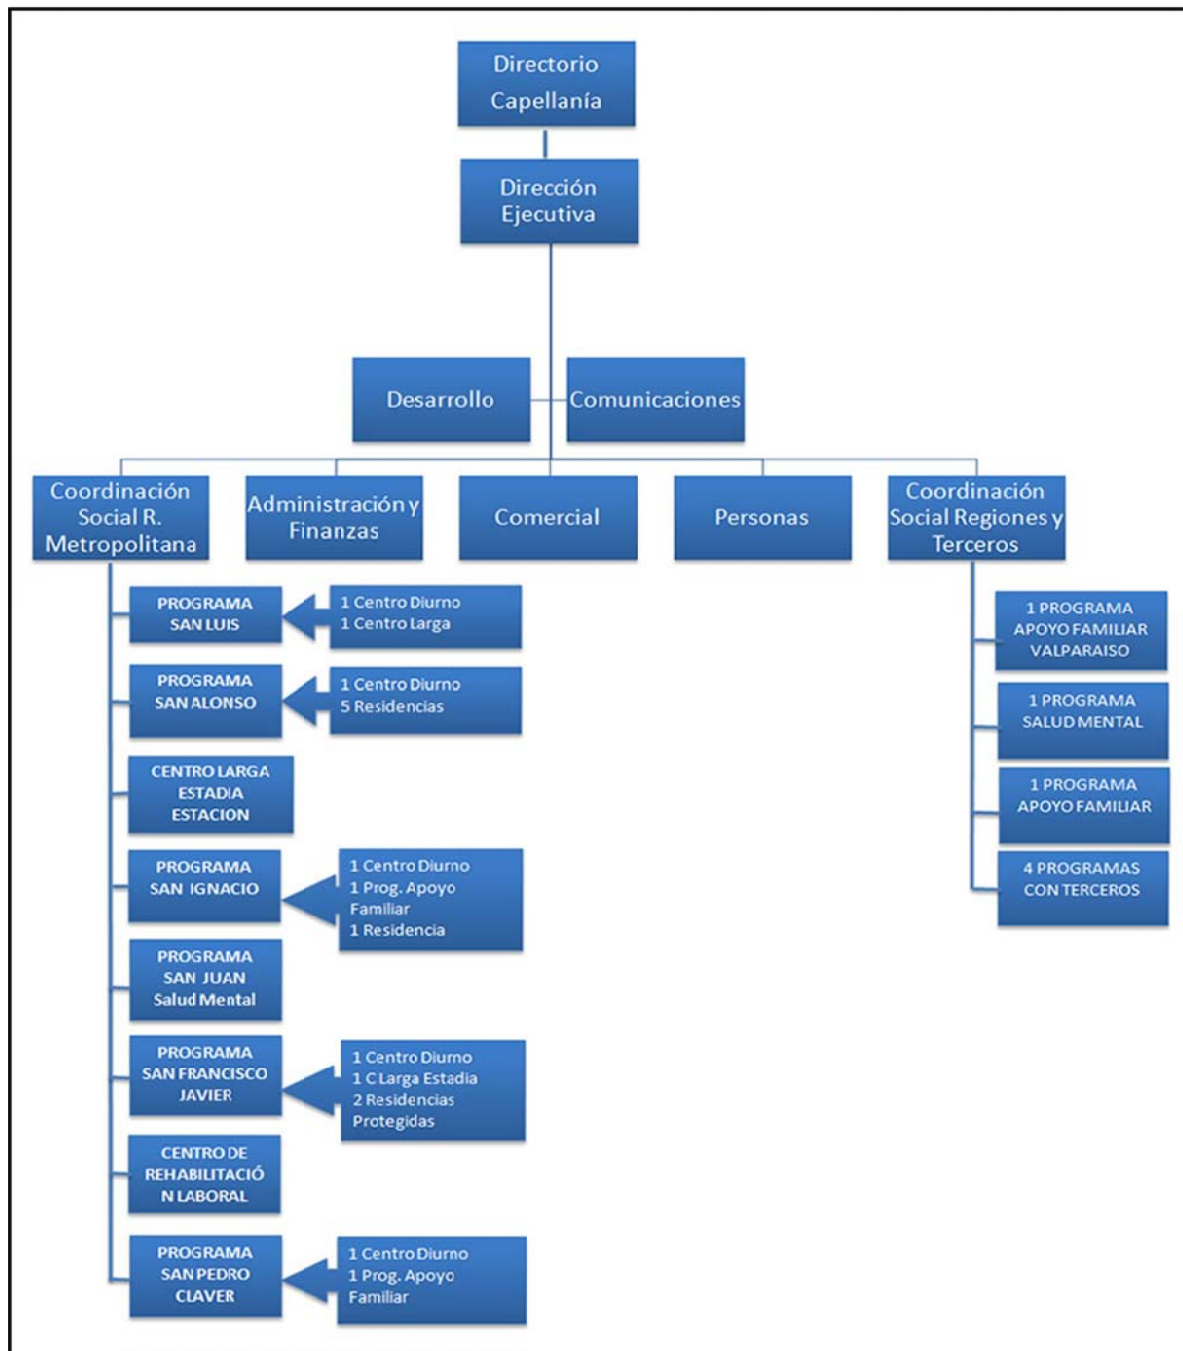 Directorio
Capellanía
Dirección
Ejecutiva
Desarrollo
Comunicaciones
Coordinación
Social R.
Metropolitana
Administración y
Finanzas
Comercial
Personas
Coordinación
Social Regiones y
Terceros
PROGRAMA
SAN LUIS
1 Centro Diurno
1 Centro Larga
PROGRAMA
SAN ALONSO
1 Centro Diurno
5 Residencias
CENTRO LARGA
ESTADIA
ESTACION
PROGRAMA
SAN IGNACIO
1 Centro Diurno
1 Prog. Apoyo
Familiar
1 Residencia
PROGRAMA
SAN JUAN
Salud Mental
PROGRAMA
SAN FRANCISCO
JAVIER
1 Centro Diurno
1 C Larga Estadia
2 Residencias
Protegidas
CENTRO DE
REHABILITACIÓ
N LABORAL
PROGRAMA
SAN PEDRO
CLAVER
1 Centro Diurno
1 Prog. Apoyo
Familiar
1 PROGRAMA
APOYO FAMILIAR
VALPARAISO
1 PROGRAMA
SALUD MENTAL
1 PROGRAMA
APOYO FAMILIAR
4 PROGRAMAS
CON TERCEROS